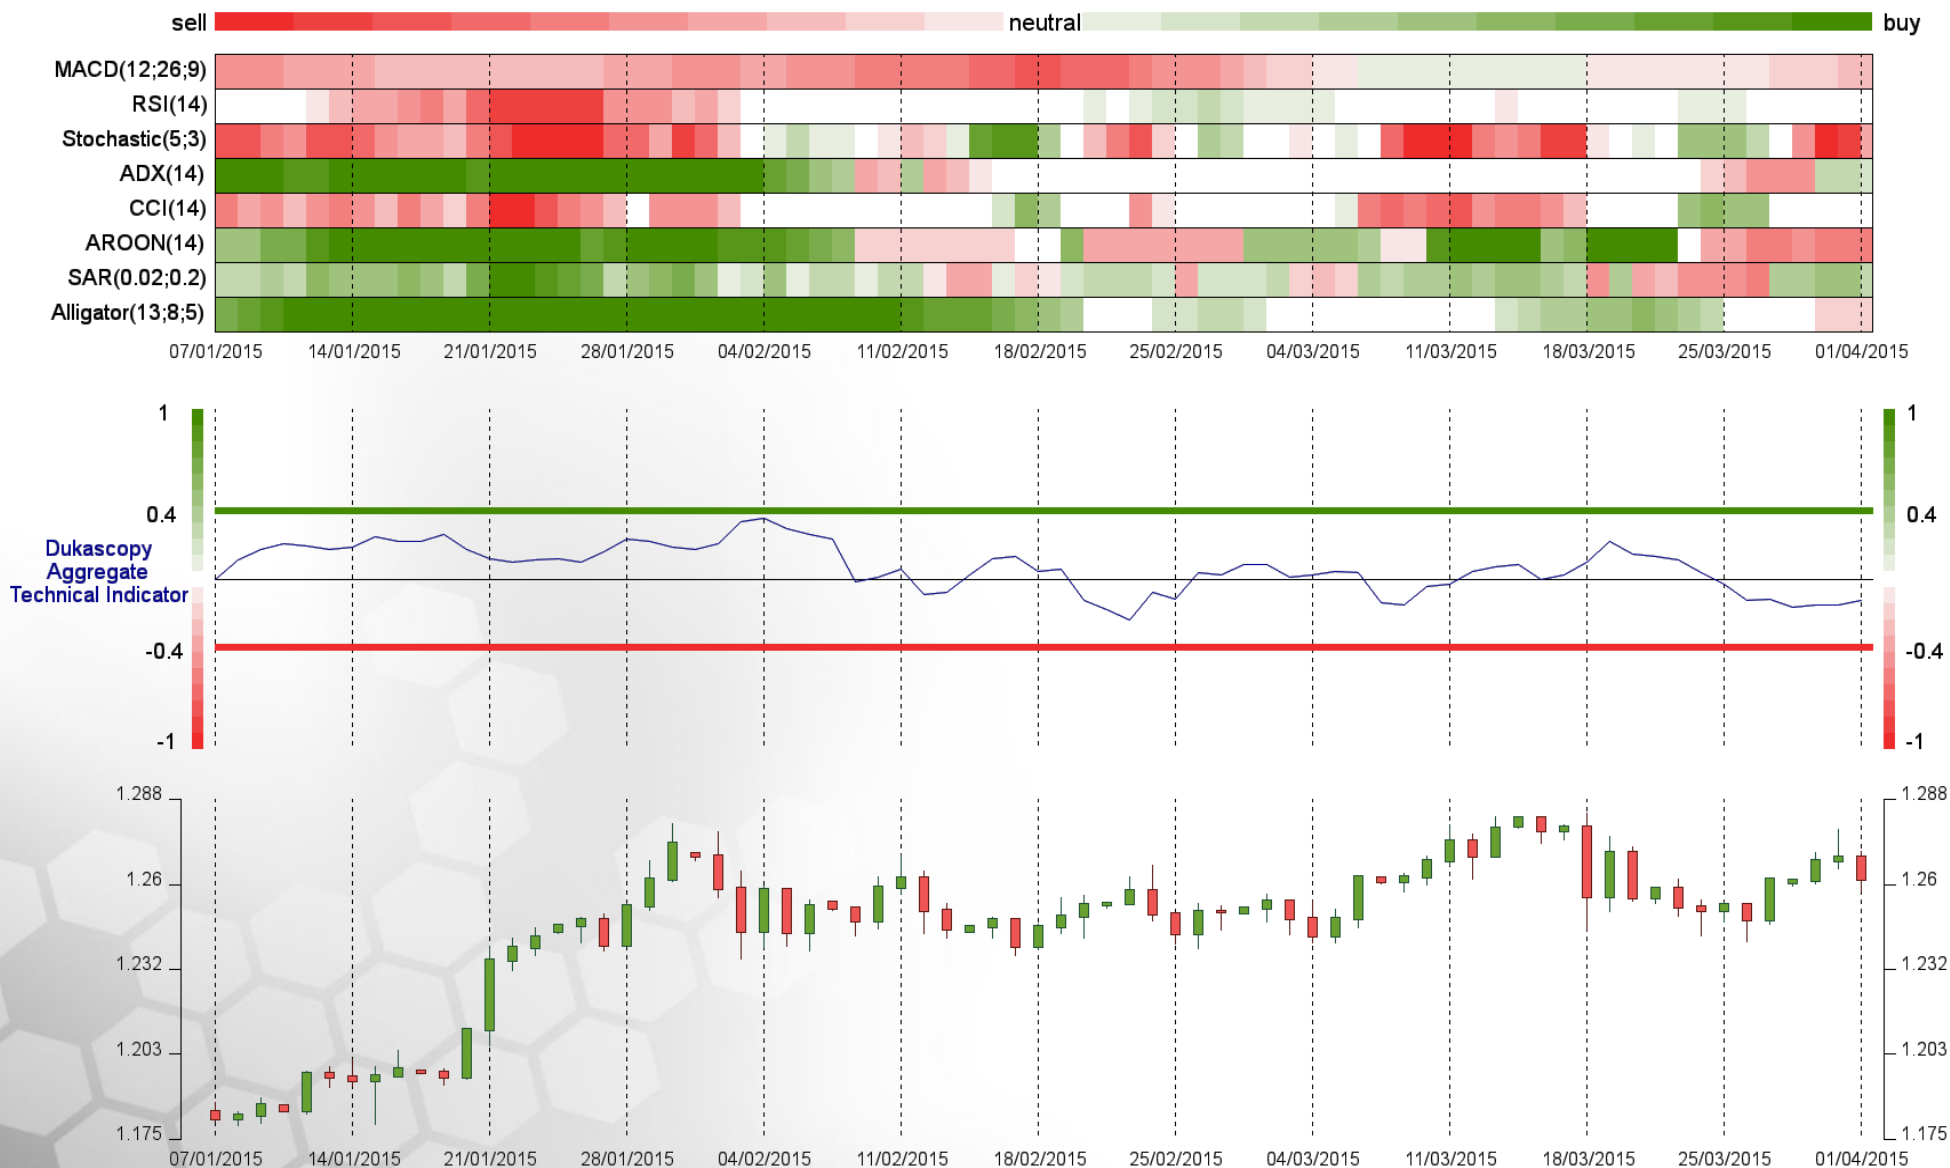 sell neutral buy
MACD(12;26;9)
RSI(14)
Stochastic(5;3)
ADX(14)
CCI(14)
AROON(14)
SAR(0.02;0.2)
Alligator(13;8;5)
07/01/2015 14/01/2015 21/01/2015 28/01/2015 04/02/2015 11/02/2015 18/02/2015 25/02/2015 04/03/2015 11/03/2015 18/03/2015 25/03/2015 01/04/2015
1 1
0.4 0.4
Dukascopy
Aggregate
Technical Indicator
-0.4 -0.4
-1 -1
1.288 1.288
1.26 1.26
1.232 1.232
1.203 1.203
1.175 1.175
07/01/2015 14/01/2015 21/01/2015 28/01/2015 04/02/2015 11/02/2015 18/02/2015 25/02/2015 04/03/2015 11/03/2015 18/03/2015 25/03/2015 01/04/2015